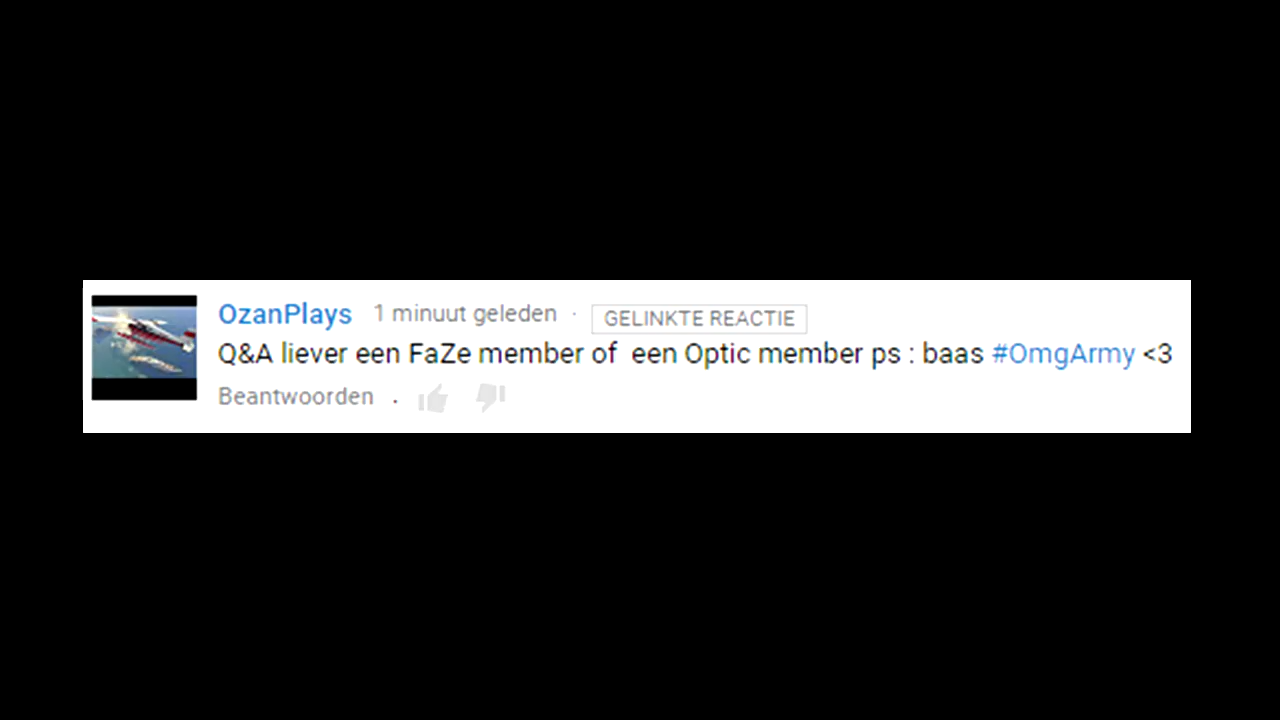 OzanPlays 1 minuut geleden · GELINKTE REACTIE
Q&A liever een FaZe member of een Optic member ps : baas #OmgArmy <3
Beantwoorden ·